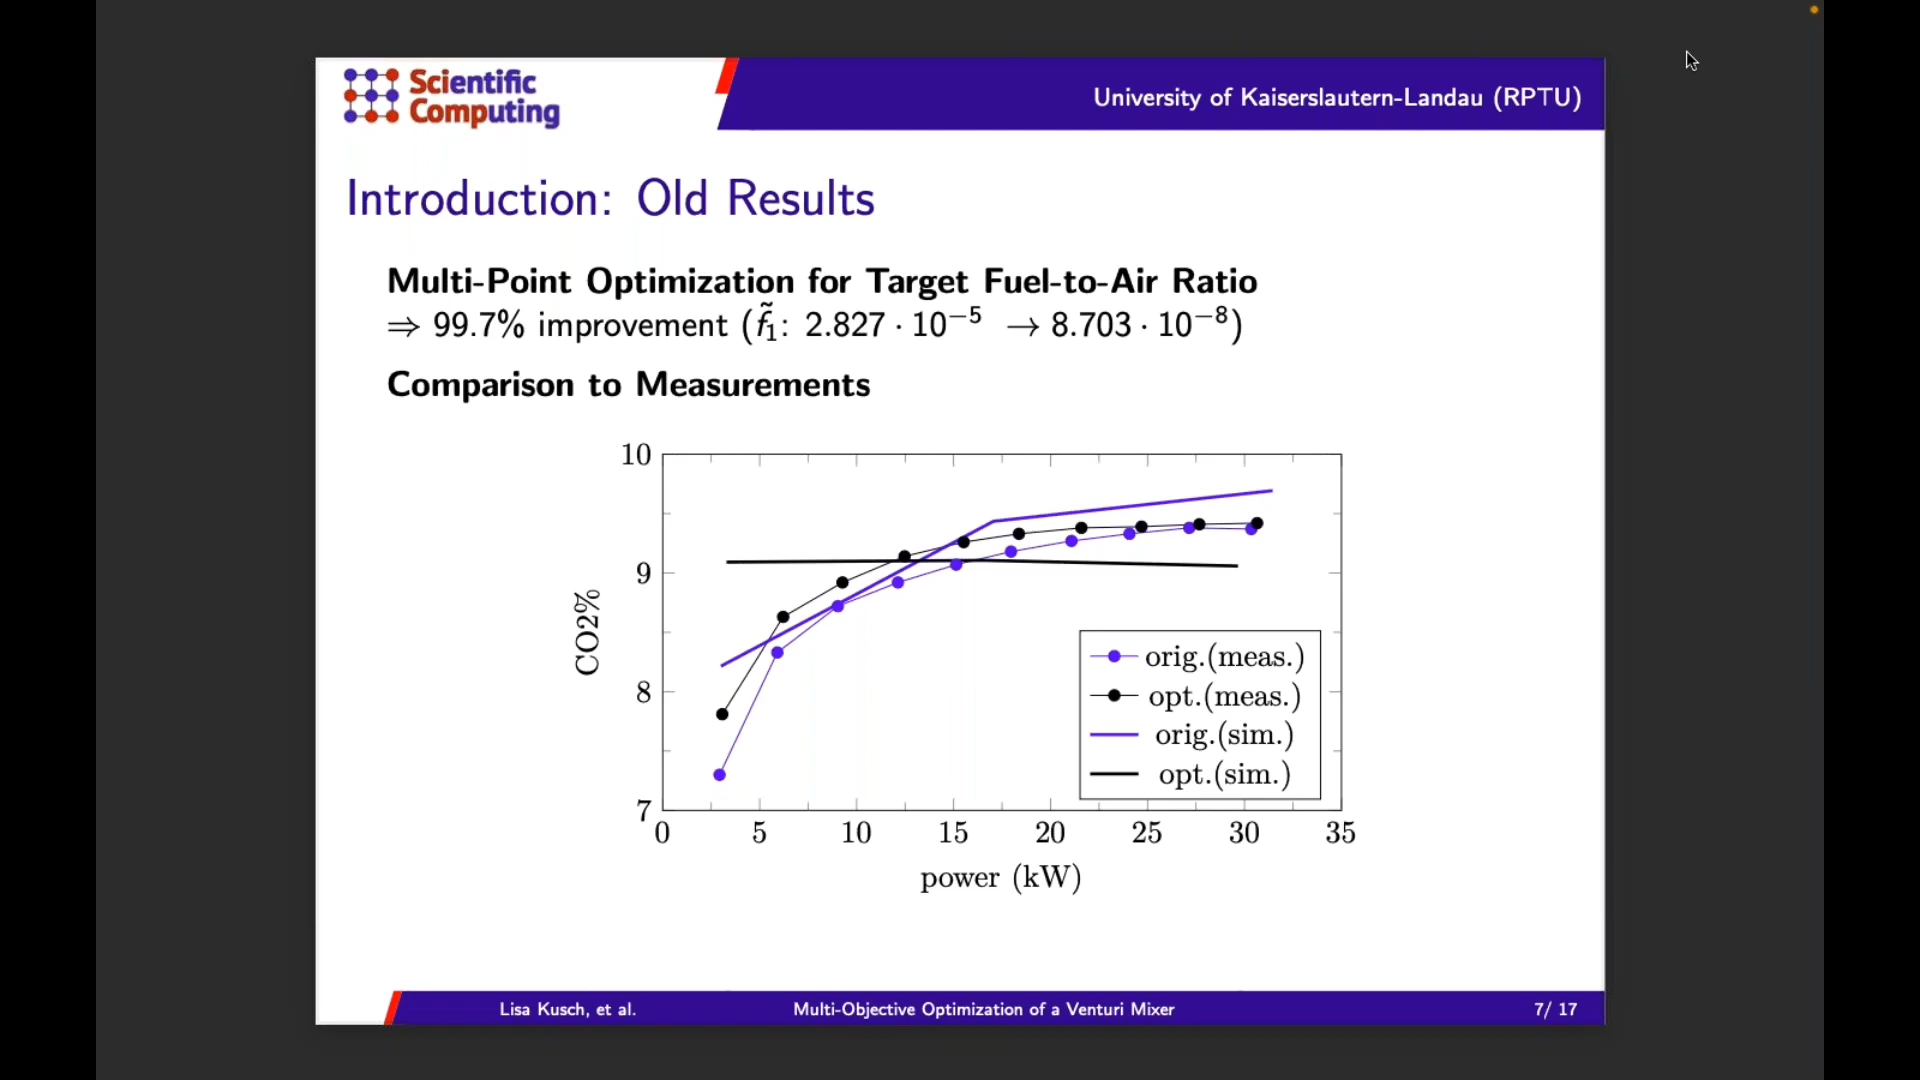 Scientific
Computing
University of Kaiserslautern-Landau (RPTU)
Introduction: Old Results
Multi-Point Optimization for Target Fuel-to-Air Ratio
⇒ 99.7% improvement (f̃₁: 2.827 · 10⁻⁵ → 8.703 · 10⁻⁸)
Comparison to Measurements
10
9
8
7
CO2%
0 5 10 15 20 25 30 35
power (kW)
orig.(meas.)
opt.(meas.)
orig.(sim.)
opt.(sim.)
Lisa Kusch, et al. Multi-Objective Optimization of a Venturi Mixer 7/ 17